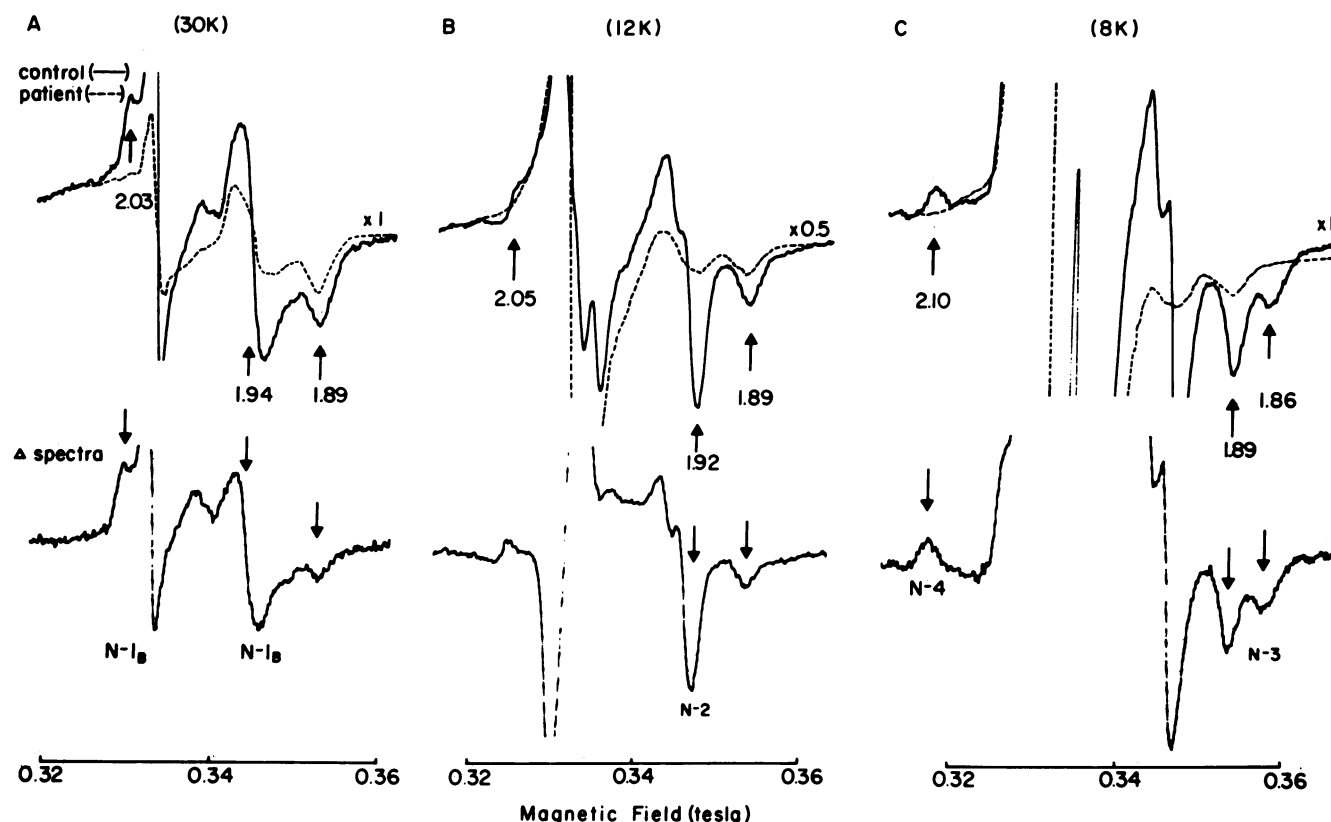 A (30K)
control (—)
patient (----)
2.03
x 1
1.94
1.89
Δ spectra
N-1B
N-1B
0.32 0.34 0.36
B (12K)
x0.5
2.05
1.89
1.92
N-2
0.32 0.34 0.36
C (8K)
x1
2.10
1.86
1.89
N-4
N-3
0.32 0.34 0.36
Magnetic Field (tesla)